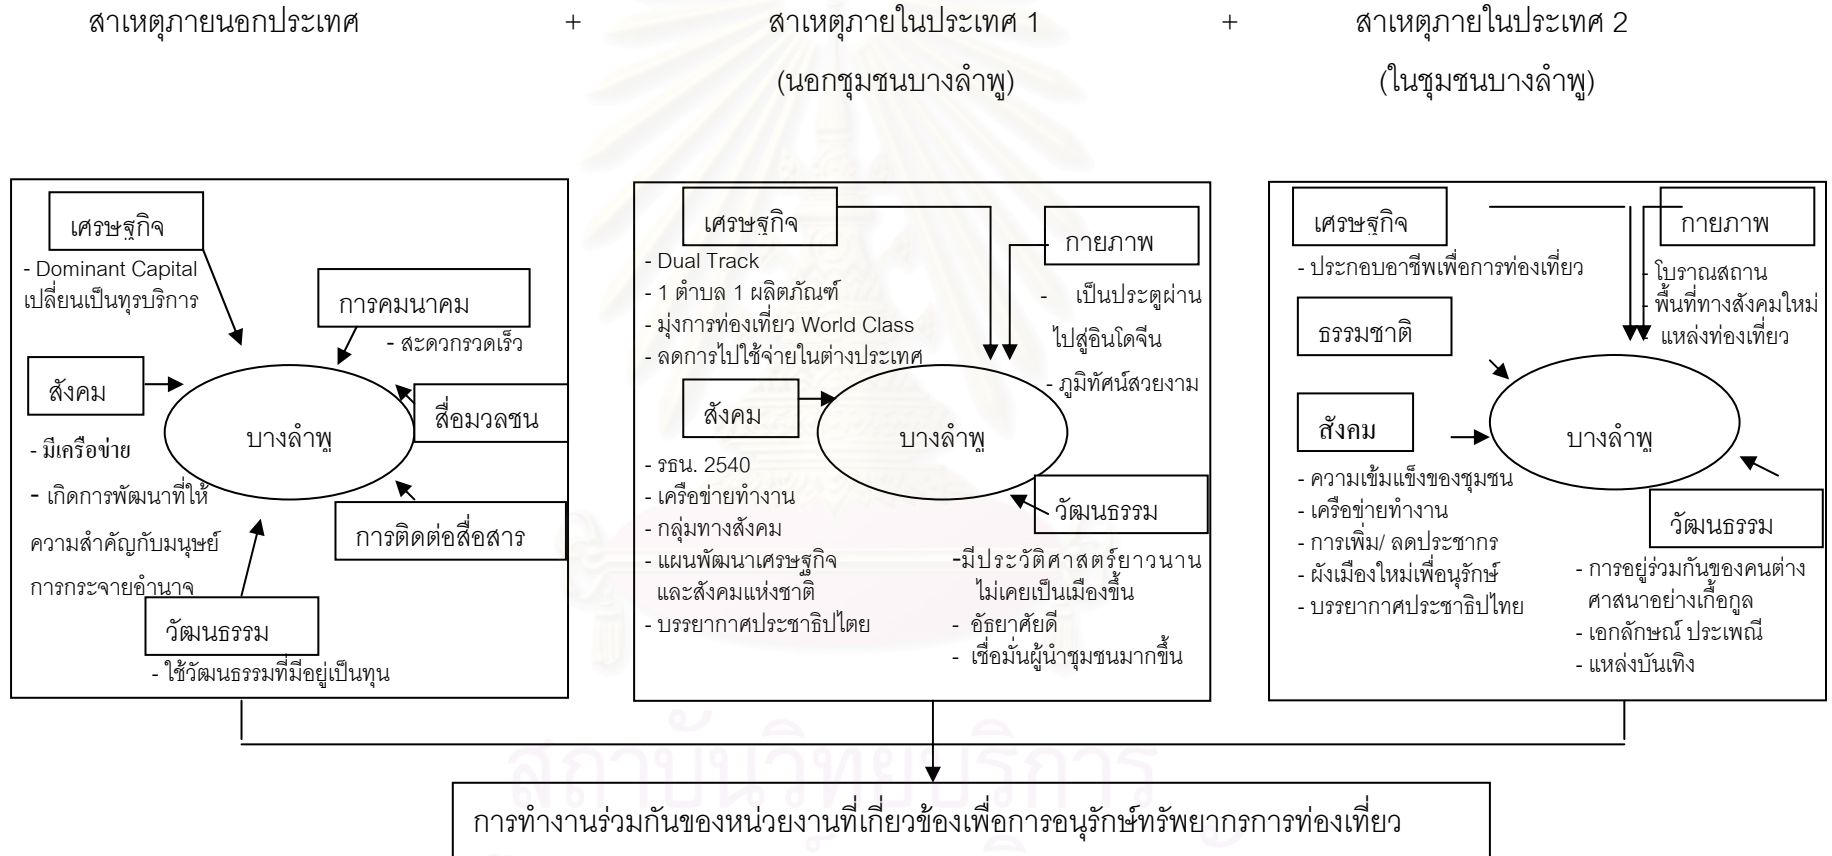 สาเหตุภายนอกประเทศ + สาเหตุภายในประเทศ 1 + สาเหตุภายในประเทศ 2
(นอกชุมชนบางลำพู) (ในชุมชนบางลำพู)
เศรษฐกิจ
- Dominant Capital
เปลี่ยนเป็นทุรบริการ
การคมนาคม
- สะดวกรวดเร็ว
สังคม
สื่อมวลชน
บางลำพู
- มีเครือข่าย
- เกิดการพัฒนาที่ให้
ความสำคัญกับมนุษย์
การกระจายอำนาจ
การติดต่อสื่อสาร
วัฒนธรรม
- ใช้วัฒนธรรมที่มีอยู่เป็นทุน
เศรษฐกิจ
- Dual Track
- 1 ตำบล 1 ผลิตภัณฑ์
- มุ่งการท่องเที่ยว World Class
- ลดการไปใช้จ่ายในต่างประเทศ
กายภาพ
- เป็นประตูผ่าน
ไปสู่อินโดจีน
- ภูมิทัศน์สวยงาม
สังคม
บางลำพู
- รธน. 2540
- เครือข่ายทำงาน
- กลุ่มทางสังคม
- แผนพัฒนาเศรษฐกิจ
และสังคมแห่งชาติ
- บรรยากาศประชาธิปไตย
วัฒนธรรม
-มีประวัติศาสตร์ยาวนาน
ไม่เคยเป็นเมืองขึ้น
- อัธยาศัยดี
- เชื่อมั่นผู้นำชุมชนมากขึ้น
เศรษฐกิจ
- ประกอบอาชีพเพื่อการท่องเที่ยว
กายภาพ
- โบราณสถาน
- พื้นที่ทางสังคมใหม่
- แหล่งท่องเที่ยว
ธรรมชาติ
สังคม
บางลำพู
- ความเข้มแข็งของชุมชน
- เครือข่ายทำงาน
- การเพิ่ม/ ลดประชากร
- ผังเมืองใหม่เพื่อนุรักษ์
- บรรยากาศประชาธิปไทย
วัฒนธรรม
- การอยู่ร่วมกันของคนต่าง
ศาสนาอย่างเกื้อกูล
- เอกลักษณ์ ประเพณี
- แหล่งบันเทิง
สถาบันวิทยบริการ
การทำงานร่วมกันของหน่วยงานที่เกี่ยวข้องเพื่อการอนุรักษ์ทรัพยากรการท่องเที่ยว